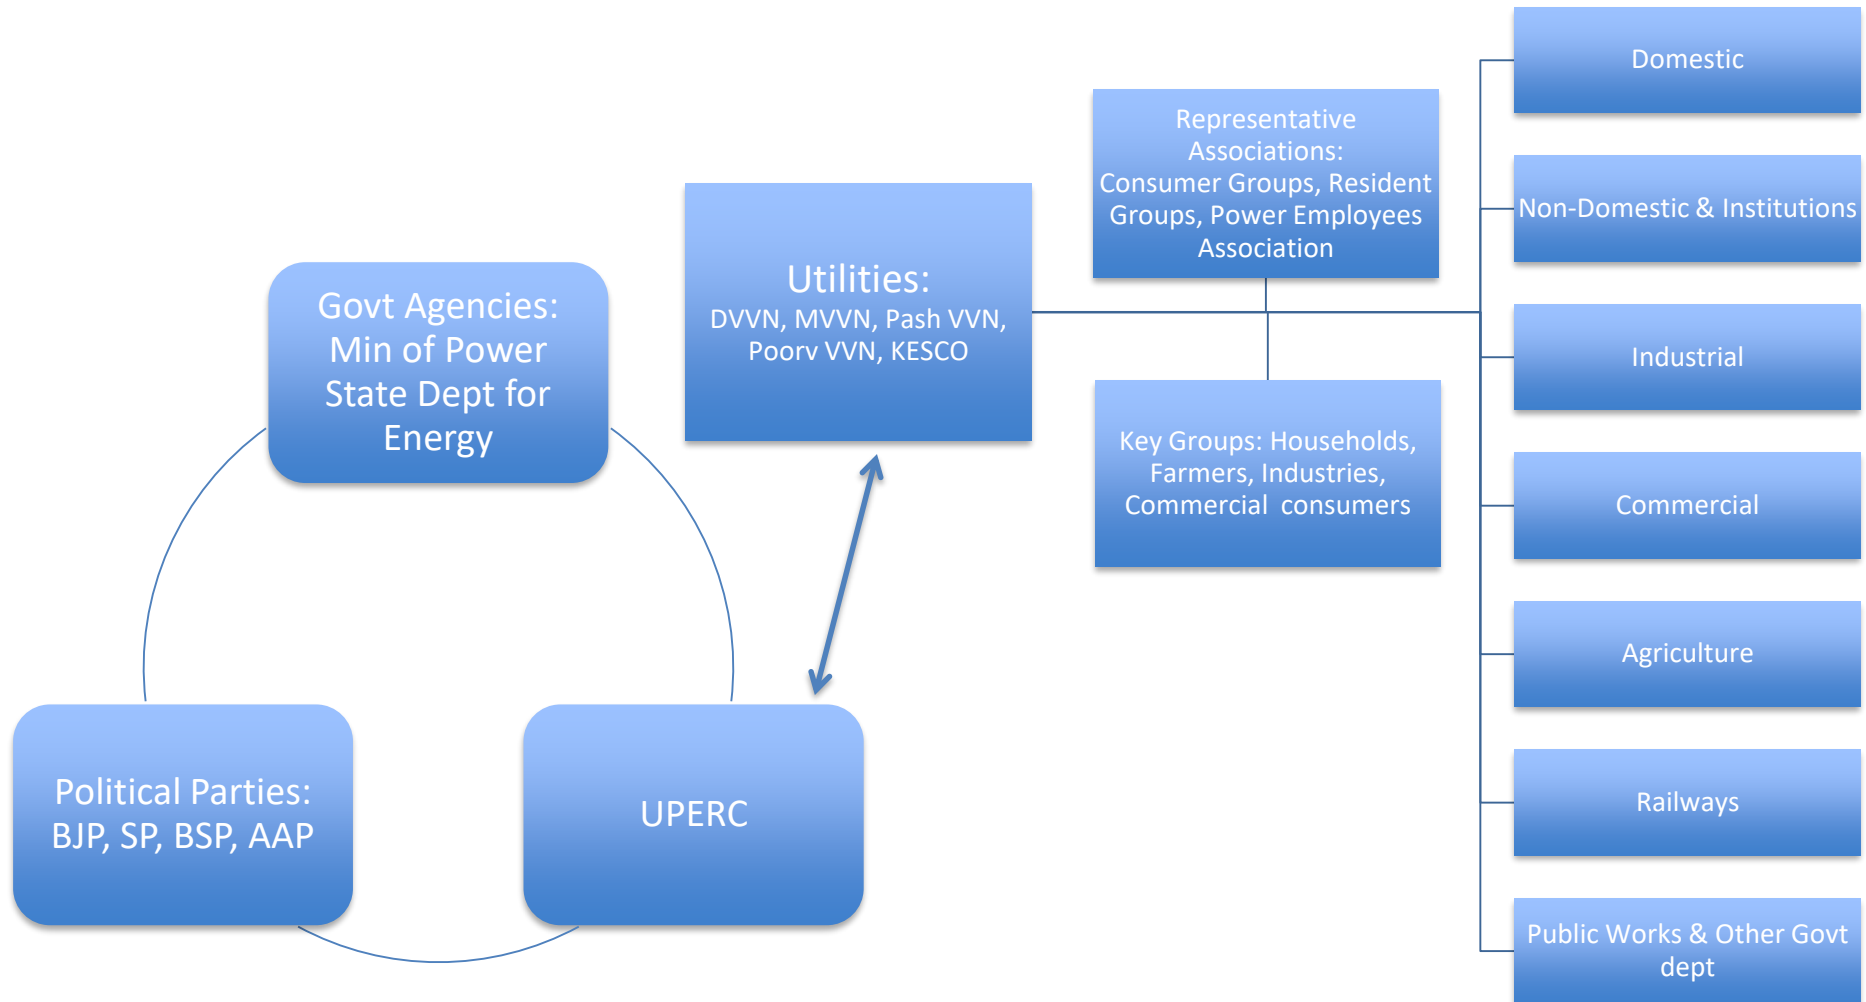 Govt Agencies:
Min of Power
State Dept for
Energy
Political Parties:
BJP, SP, BSP, AAP
UPERC
Utilities:
DVVN, MVVN, Pash VVN,
Poorv VVN, KESCO
Representative
Associations:
Consumer Groups, Resident
Groups, Power Employees
Association
Key Groups: Households,
Farmers, Industries,
Commercial  consumers
Domestic
Non-Domestic & Institutions
Industrial
Commercial
Agriculture
Railways
Public Works & Other Govt
dept